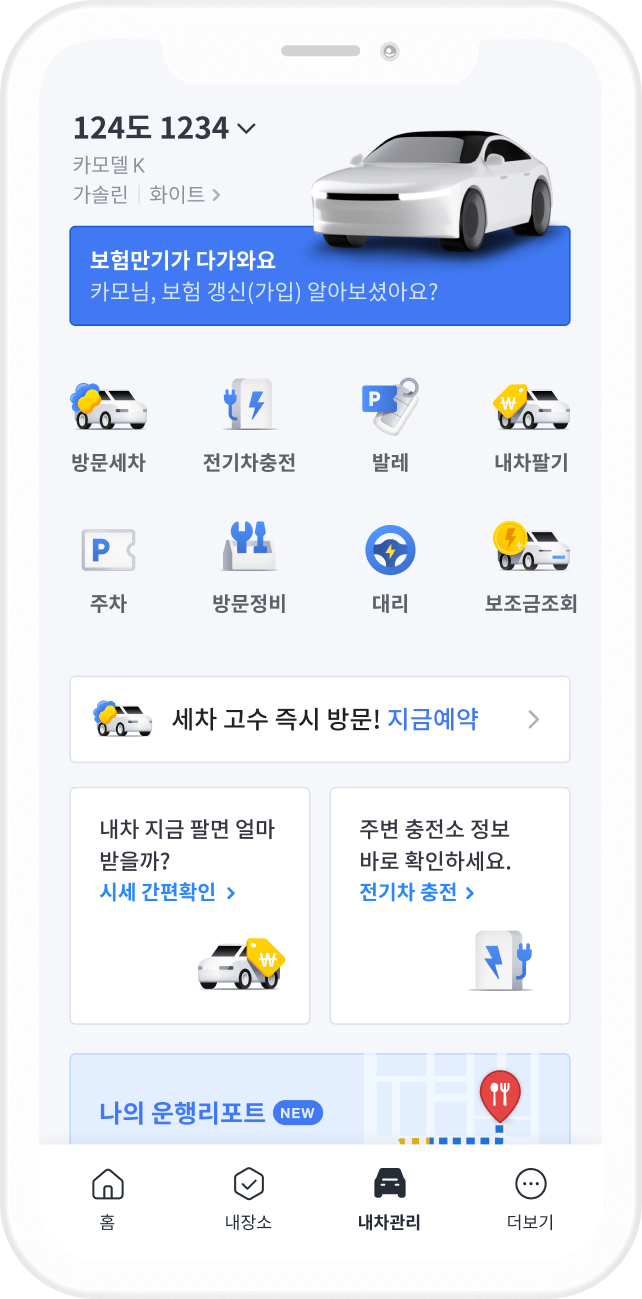 124도 1234
카모델 K
가솔린 | 화이트
보험만기가 다가와요
카모님, 보험 갱신(가입) 알아보셨아요?
P
₩
방문세차 전기차충전 발레 내차팔기
P
주차 방문정비 대리 보조금조회
세차 고수 즉시 방문! 지금예약
내차 지금 팔면 얼마
받을까?
시세 간편확인
₩
주변 충전소 정보
바로 확인하세요.
전기차 충전
나의 운행리포트 NEW
홈 내장소 내차관리 더보기